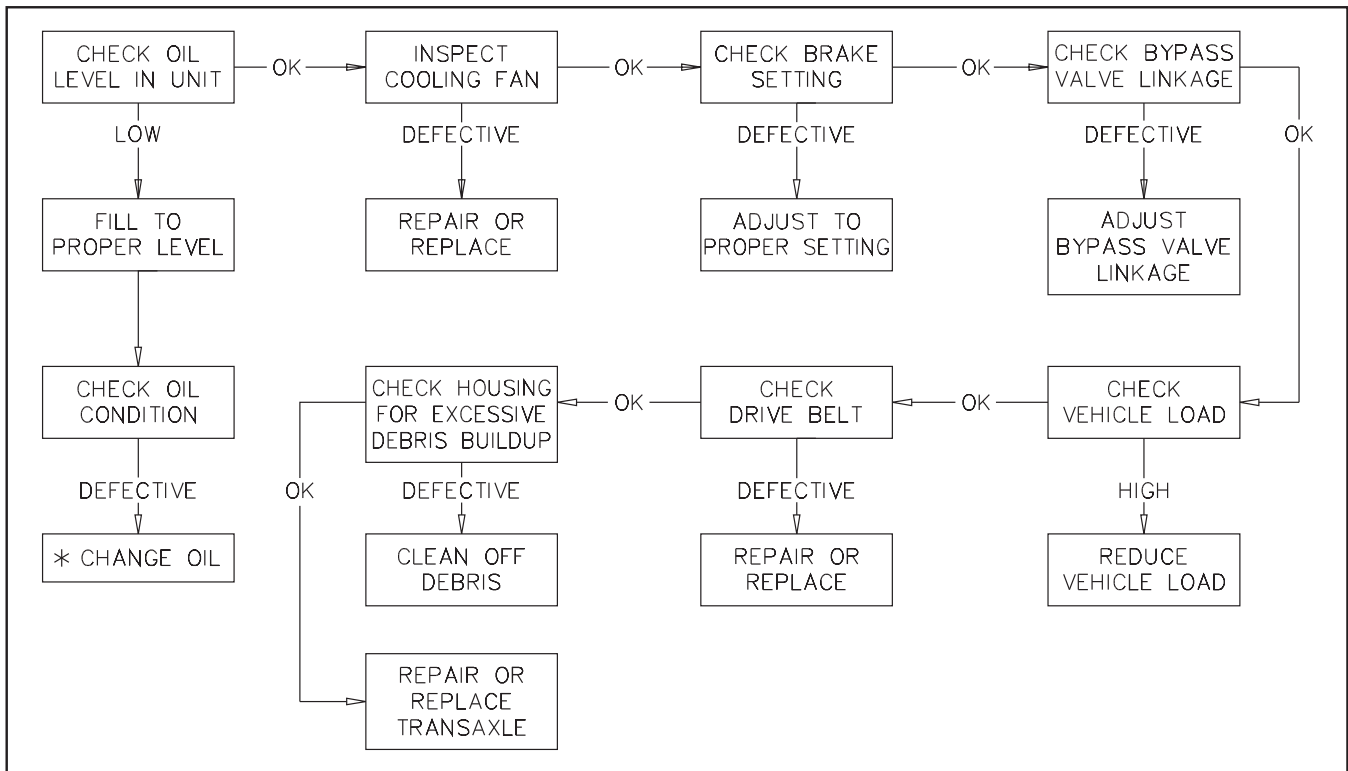 CHECK OIL
LEVEL IN UNIT
OK
INSPECT
COOLING FAN
OK
CHECK BRAKE
SETTING
OK
CHECK BYPASS
VALVE LINKAGE
OK
LOW
DEFECTIVE
DEFECTIVE
DEFECTIVE
FILL TO
PROPER LEVEL
REPAIR OR
REPLACE
ADJUST TO
PROPER SETTING
ADJUST
BYPASS VALVE
LINKAGE
CHECK OIL
CONDITION
CHECK HOUSING
FOR EXCESSIVE
DEBRIS BUILDUP
OK
CHECK
DRIVE BELT
OK
CHECK
VEHICLE LOAD
DEFECTIVE
OK
DEFECTIVE
DEFECTIVE
HIGH
* CHANGE OIL
CLEAN OFF
DEBRIS
REPAIR OR
REPLACE
REDUCE
VEHICLE LOAD
REPAIR OR
REPLACE
TRANSAXLE